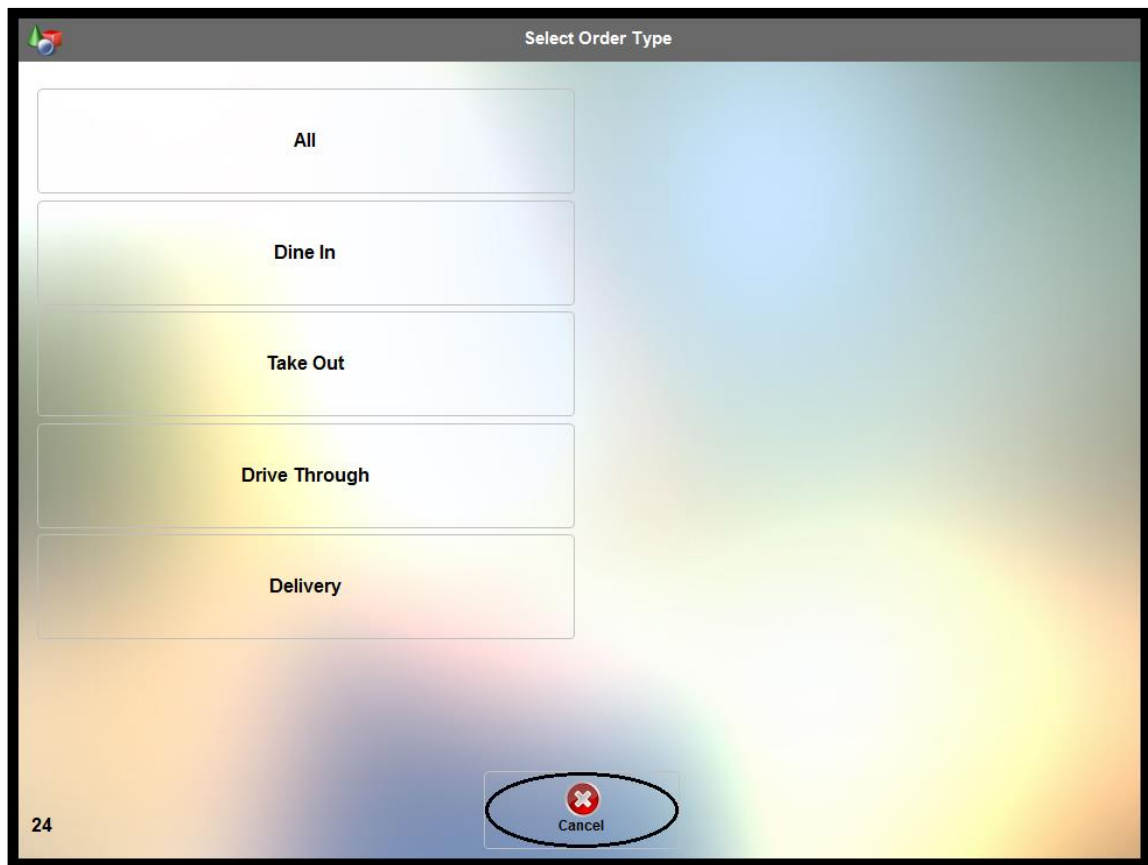 Select Order Type
All
Dine In
Take Out
Drive Through
Delivery
Cancel
24